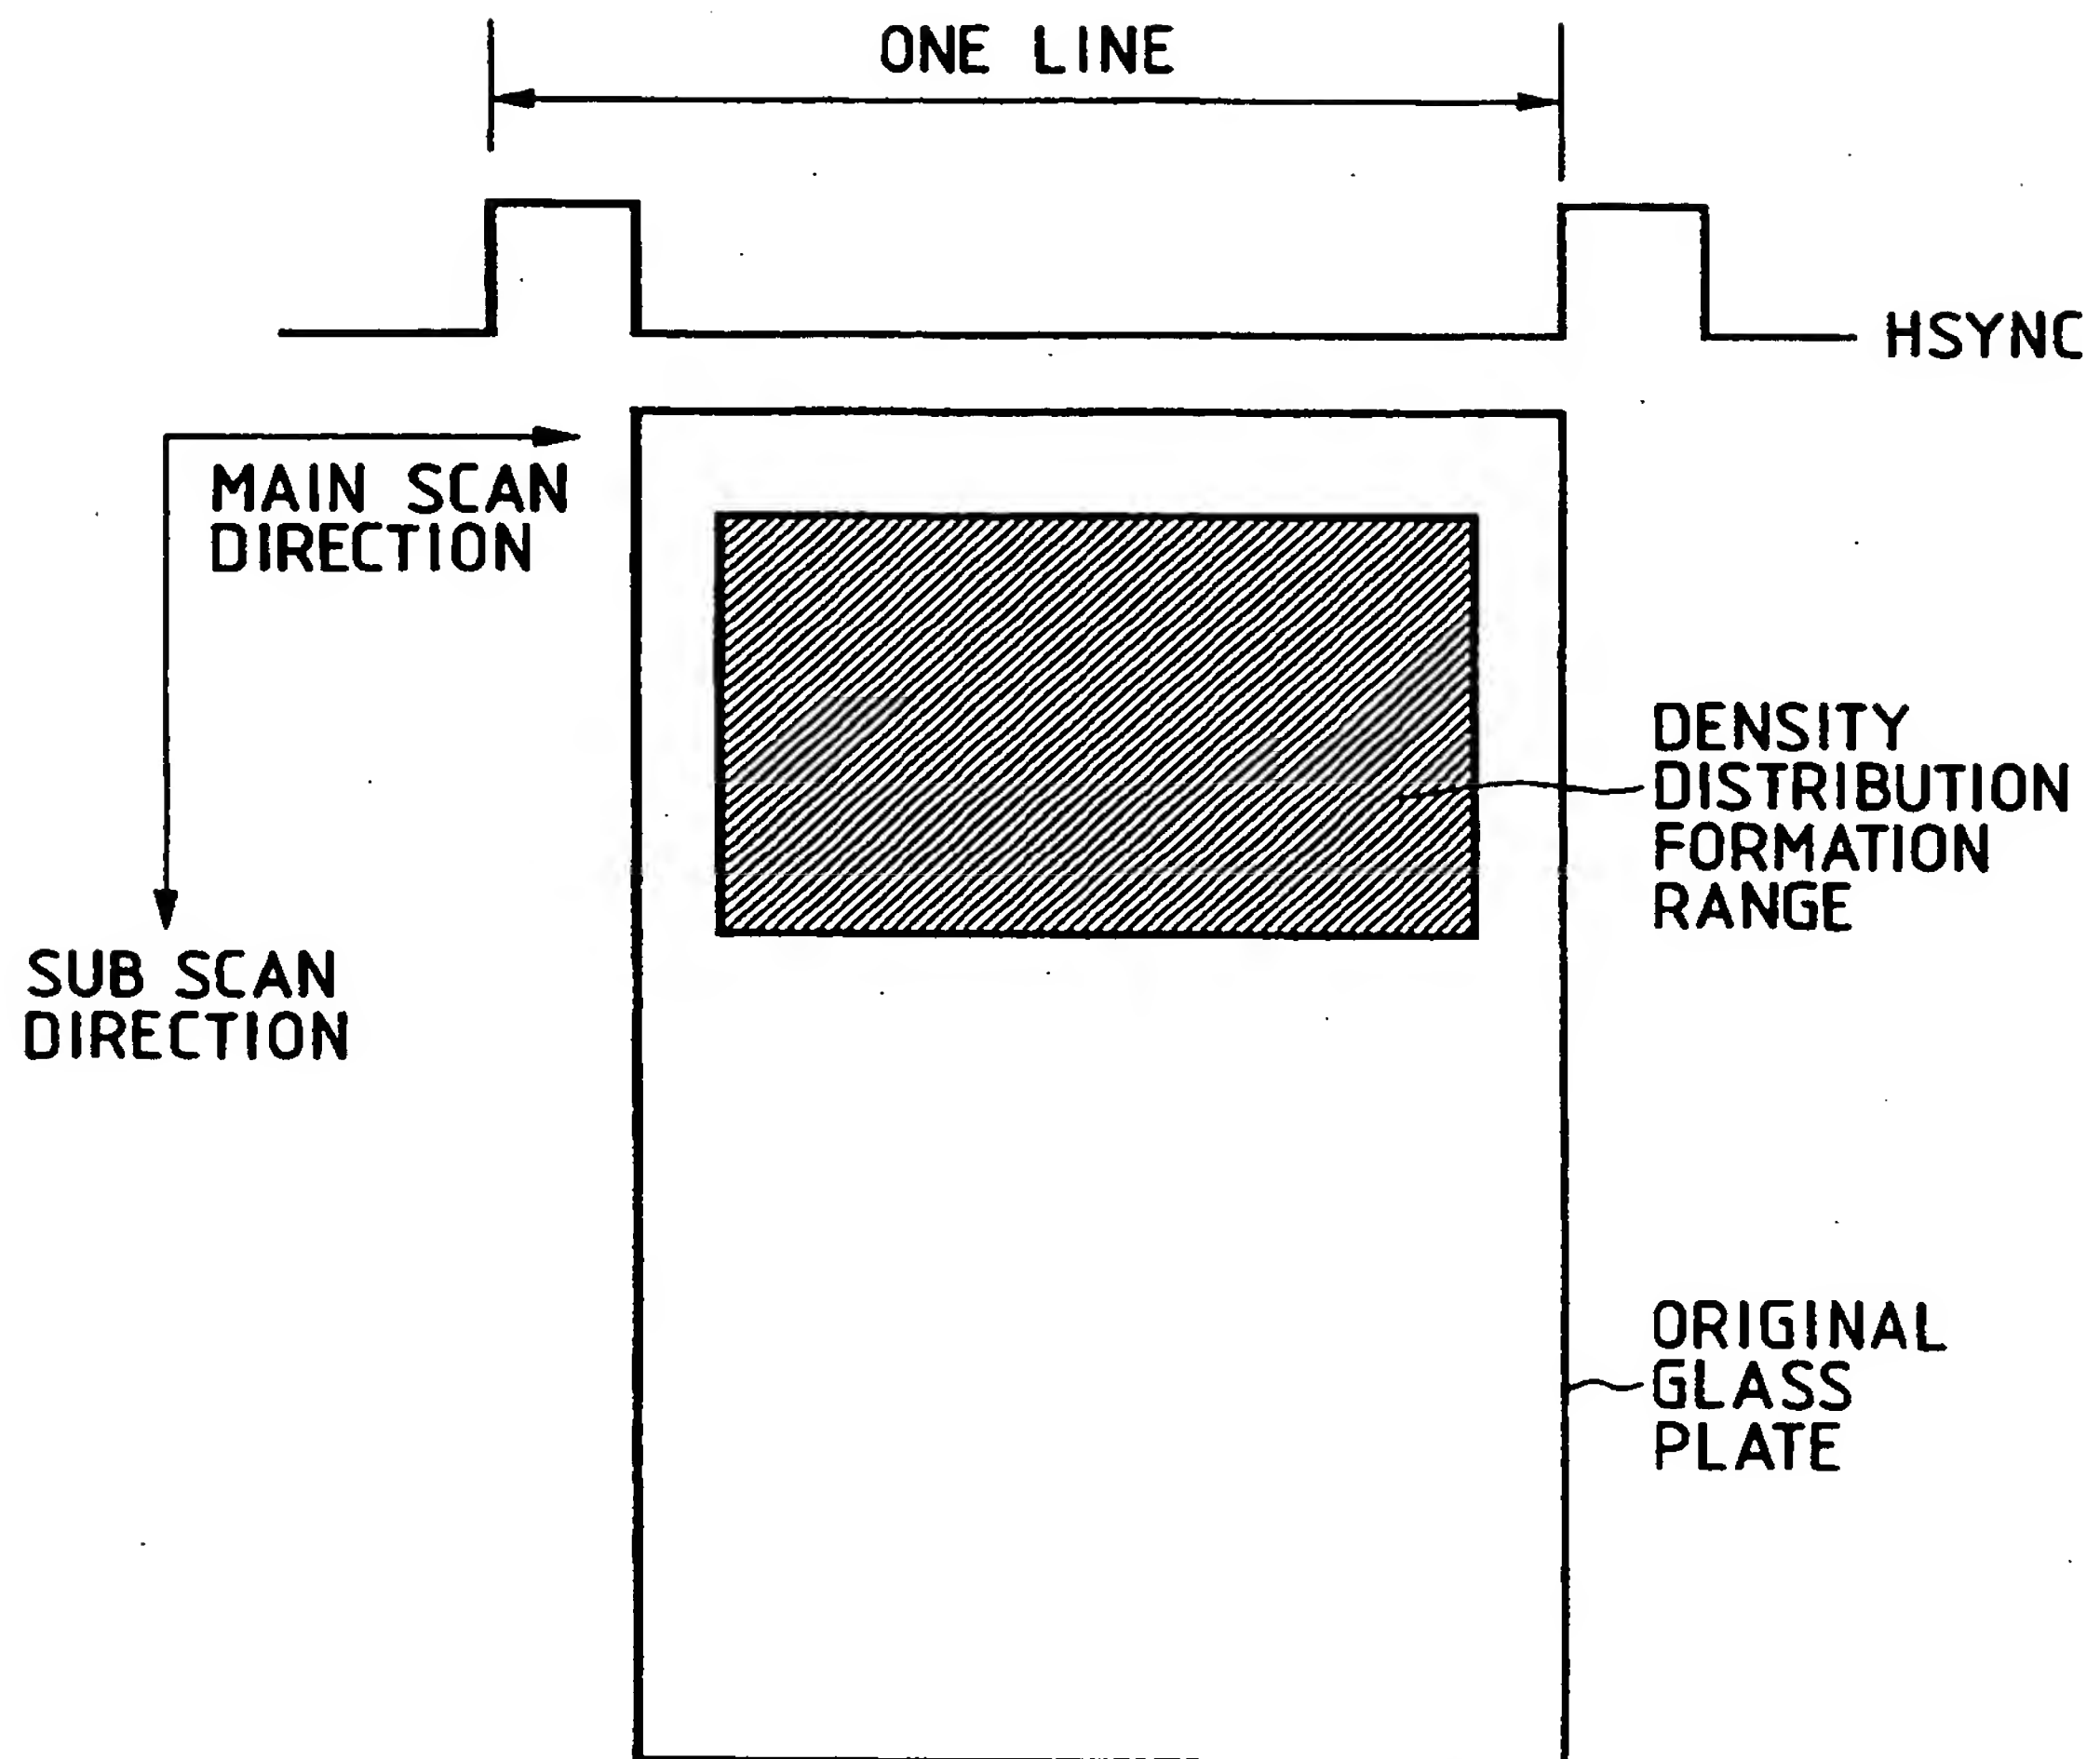 ONE LINE
HSYNC
MAIN SCAN
DIRECTION
DENSITY
DISTRIBUTION
FORMATION
RANGE
SUB SCAN
DIRECTION
ORIGINAL
GLASS
PLATE